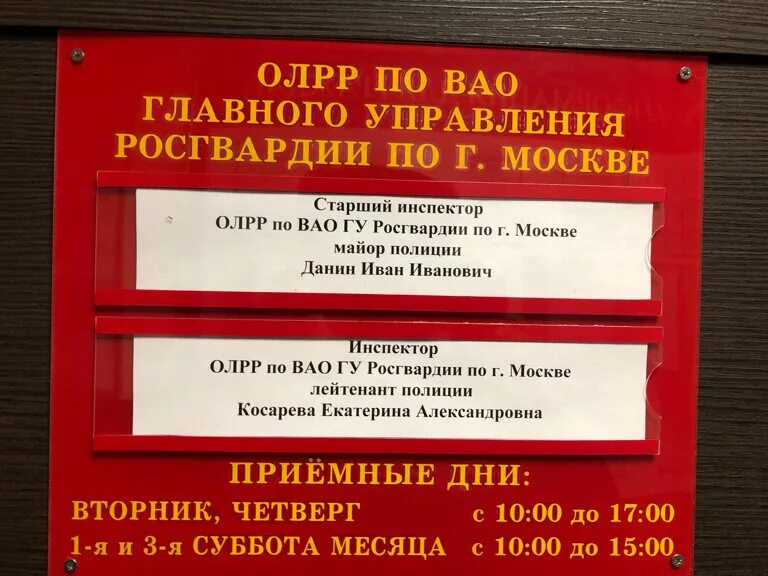 ОЛРР ПО ВАО
ГЛАВНОГО УПРАВЛЕНИЯ
РОСГВАРДИИ ПО Г. МОСКВЕ
Старший инспектор
ОЛРР по ВАО ГУ Росгвардии по г. Москве
майор полиции
Данин Иван Иванович
Инспектор
ОЛРР по ВАО ГУ Росгвардии по г. Москве
лейтенант полиции
Косарева Екатерина Александровна
ПРИЁМНЫЕ ДНИ:
ВТОРНИК, ЧЕТВЕРГ с 10:00 до 17:00
1-я и 3-я СУББОТА МЕСЯЦА с 10:00 до 15:00